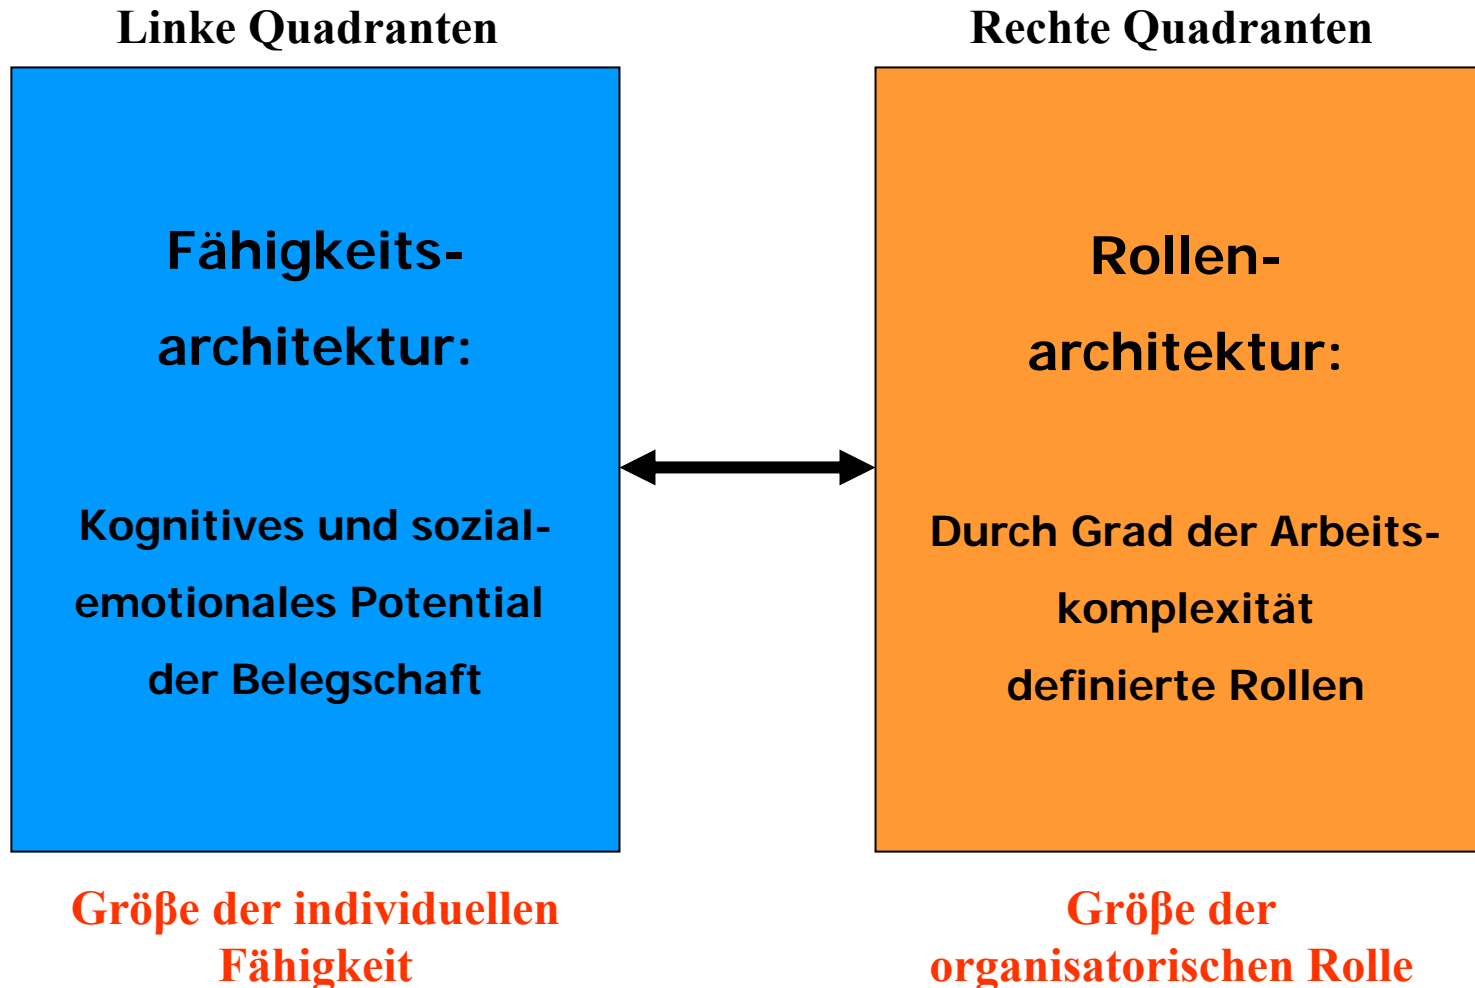 Linke Quadranten
Rechte Quadranten
Fähigkeits-
architektur:
Kognitives und sozial-
emotionales Potential
der Belegschaft
Rollen-
architektur:
Durch Grad der Arbeits-
komplexität
definierte Rollen
Größe der individuellen
Fähigkeit
Größe der
organisatorischen Rolle